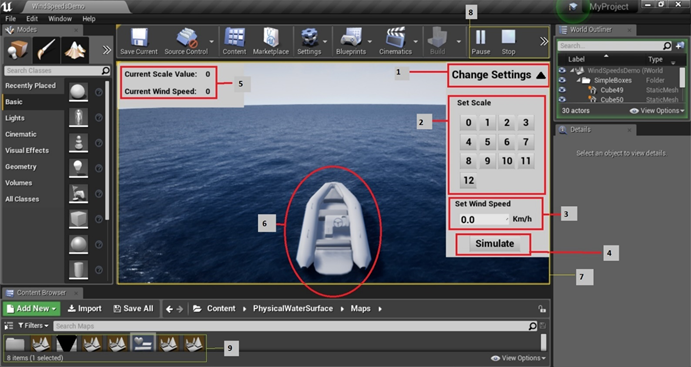 WindSpeedsDemo
MyProject
File Edit Window Help
8
Modes
Search Classes
Recently Placed
Basic
Lights
Cinematic
Visual Effects
Geometry
Volumes
All Classes
Save Current
Source Control
Content
Marketplace
Settings
Blueprints
Cinematics
Build
Pause
Stop
World Outliner
Search...
Label
Type
WindSpeedsDemo
World
SimpleBoxes
Folder
Cube49
StaticMesh
Cube50
StaticMesh
30 actors
View Options
Details
Select an object to view details.
Current Scale Value: 0
Current Wind Speed: 0
5
1
Change Settings
2
Set Scale
0 1 2 3
4 5 6 7
8 9 10 11
12
Set Wind Speed
0.0 Km/h
3
Simulate
4
6
7
Content Browser
Add New
Import
Save All
Content
PhysicalWaterSurface
Maps
Filters
Search Maps
9
8 items (1 selected)
View Options